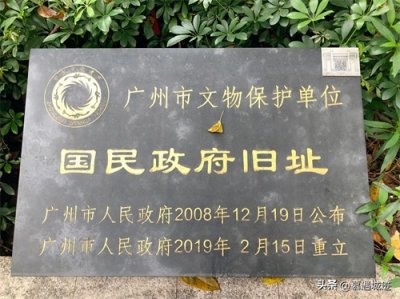 广州市文物保护单位
国民政府旧址
广州市人民政府2008年12月19日公布
广州市人民政府2019年 2月15日重立